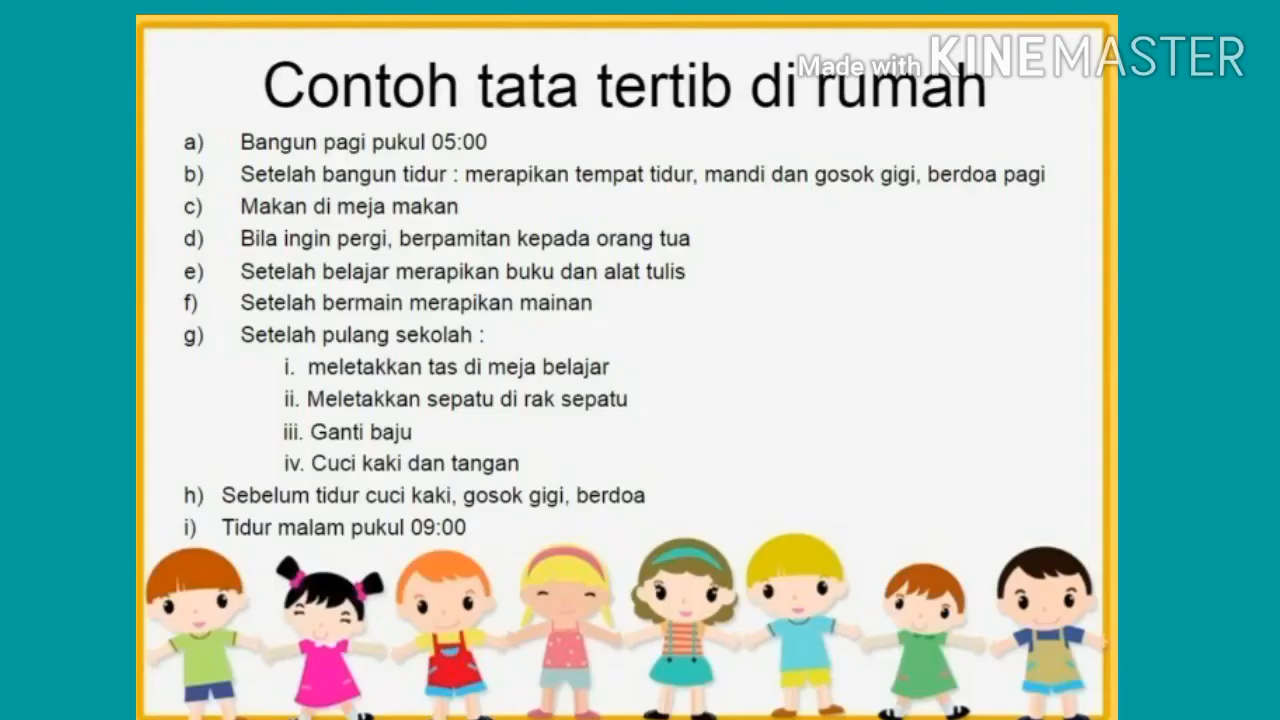 Made with KINEMASTER
Contoh tata tertib di rumah
a) Bangun pagi pukul 05:00
b) Setelah bangun tidur : merapikan tempat tidur, mandi dan gosok gigi, berdoa pagi
c) Makan di meja makan
d) Bila ingin pergi, berpamitan kepada orang tua
e) Setelah belajar merapikan buku dan alat tulis
f) Setelah bermain merapikan mainan
g) Setelah pulang sekolah :
i. meletakkan tas di meja belajar
ii. Meletakkan sepatu di rak sepatu
iii. Ganti baju
iv. Cuci kaki dan tangan
h) Sebelum tidur cuci kaki, gosok gigi, berdoa
i) Tidur malam pukul 09:00